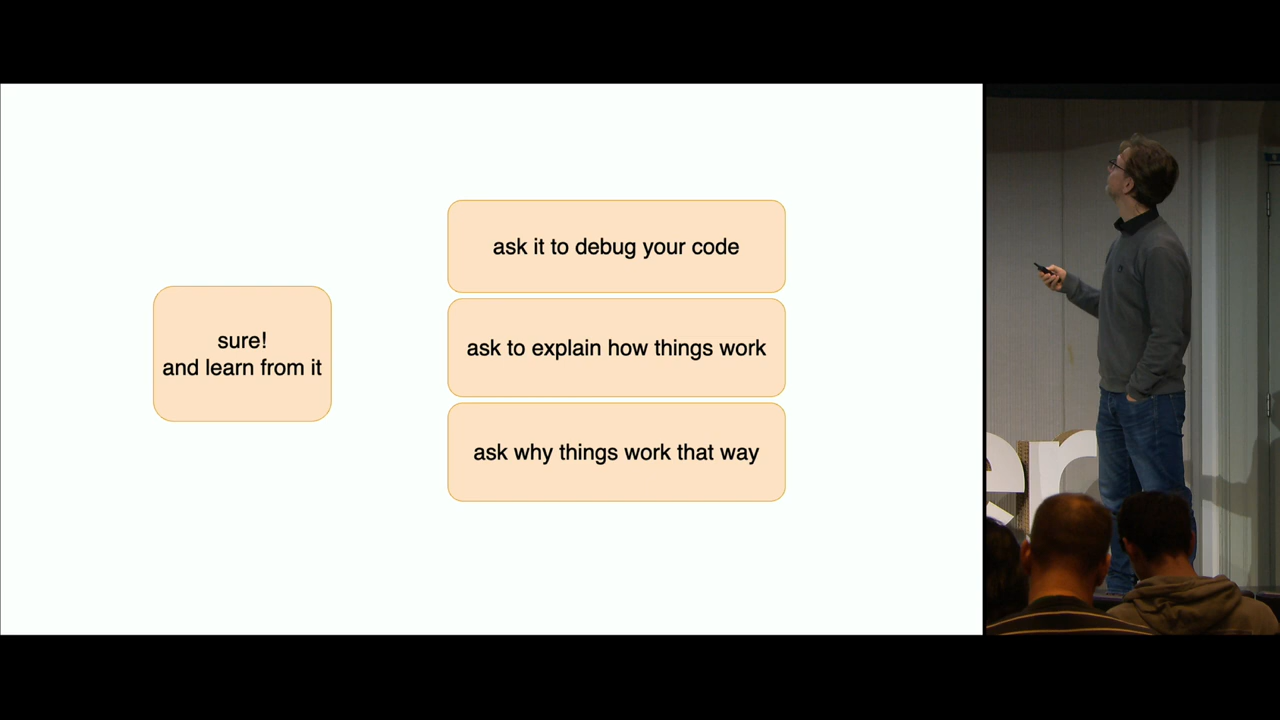 sure!
and learn from it
ask it to debug your code
ask to explain how things work
ask why things work that way
er